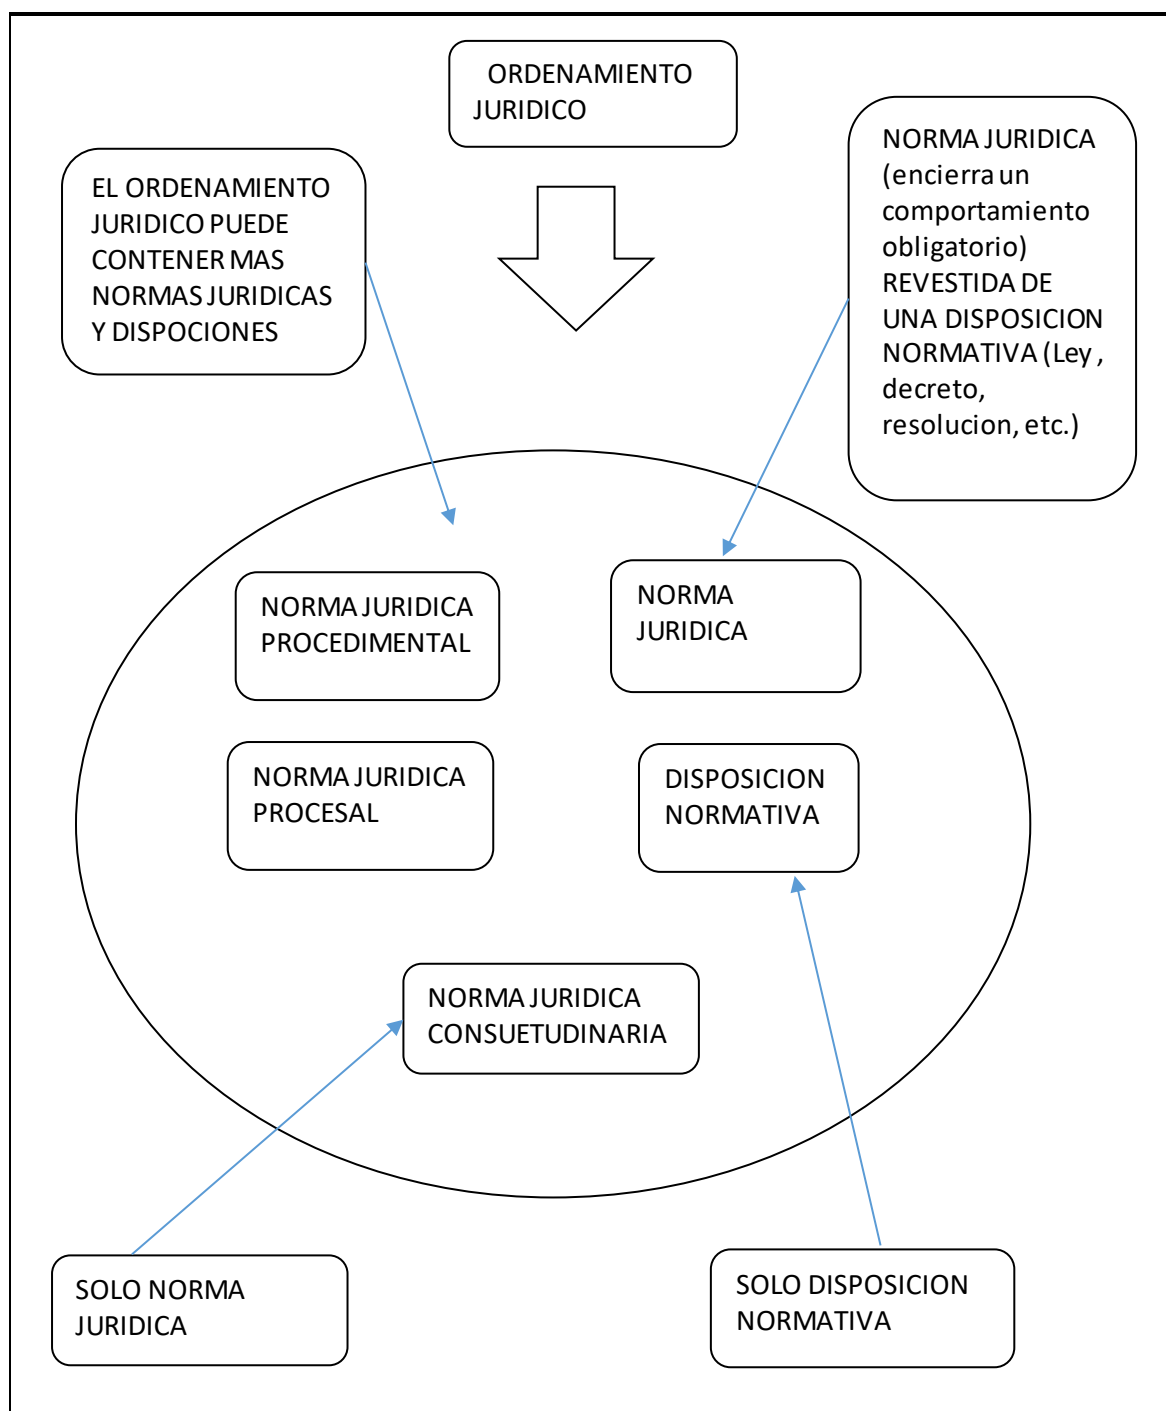 ORDENAMIENTO
JURIDICO
EL ORDENAMIENTO
JURIDICO PUEDE
CONTENER MAS
NORMAS JURIDICAS
Y DISPOCIONES
NORMA JURIDICA
(encierra un
comportamiento
obligatorio)
REVESTIDA DE
UNA DISPOSICION
NORMATIVA (Ley ,
decreto,
resolucion, etc.)
NORMA JURIDICA
PROCEDIMENTAL
NORMA
JURIDICA
NORMA JURIDICA
PROCESAL
DISPOSICION
NORMATIVA
NORMA JURIDICA
CONSUETUDINARIA
SOLO NORMA
JURIDICA
SOLO DISPOSICION
NORMATIVA